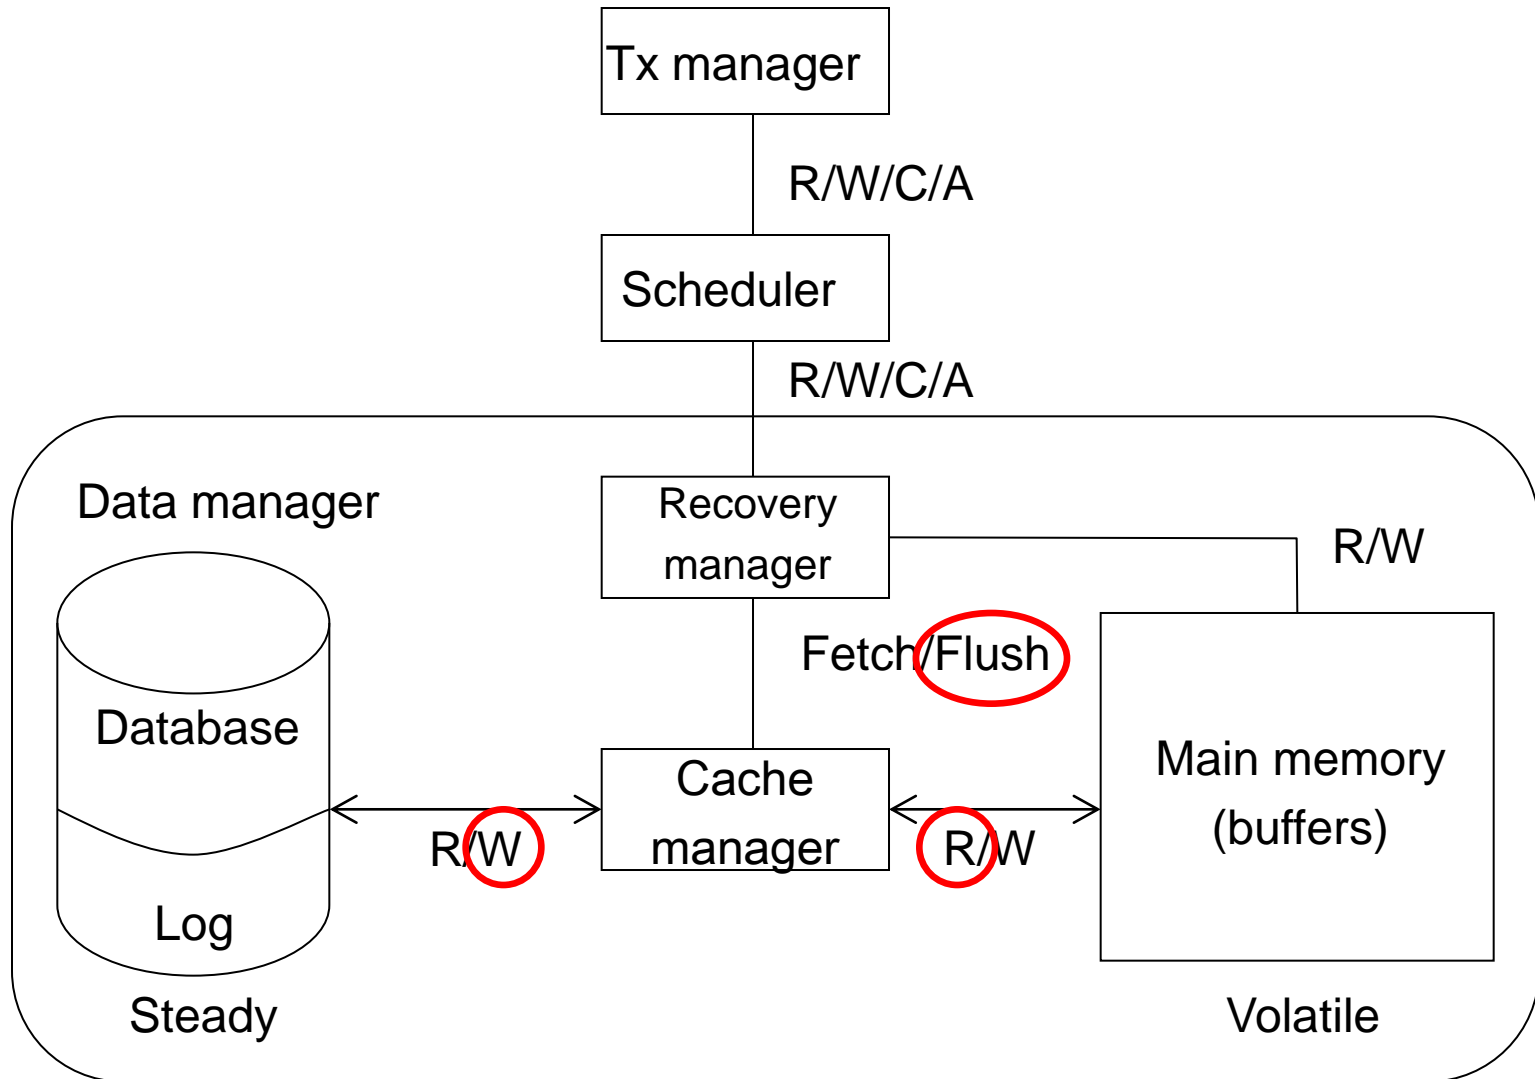 Tx manager
R/W/C/A
Scheduler
R/W/C/A
Data manager
Recovery
manager
R/W
Fetch/Flush
Database
Cache
manager
Main memory
(buffers)
R/W
R/W
Log
Steady
Volatile